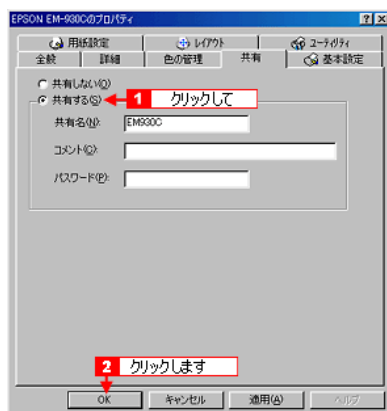 EPSON EM-930Cのプロパティ
用紙設定 レイアウト ユーティリティ
全般 詳細 色の管理 共有 基本設定
共有しない(O)
共有する(S) 1 クリックして
共有名(N): EM930C
コメント(C):
パスワード(P):
2 クリックします
OK キャンセル 適用(A) ヘルプ